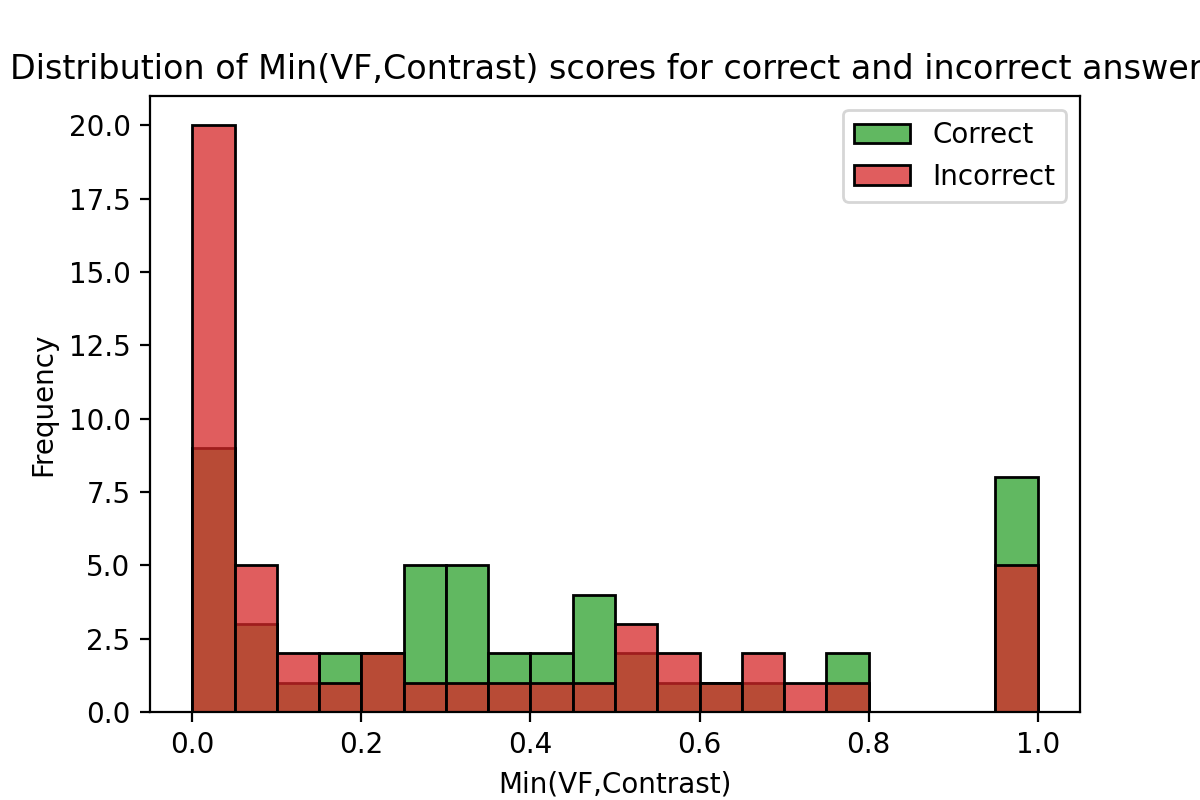 Distribution of Min(VF,Contrast) scores for correct and incorrect answer
Correct
Incorrect
Frequency
20.0
17.5
15.0
12.5
10.0
7.5
5.0
2.5
0.0
0.0 0.2 0.4 0.6 0.8 1.0
Min(VF,Contrast)